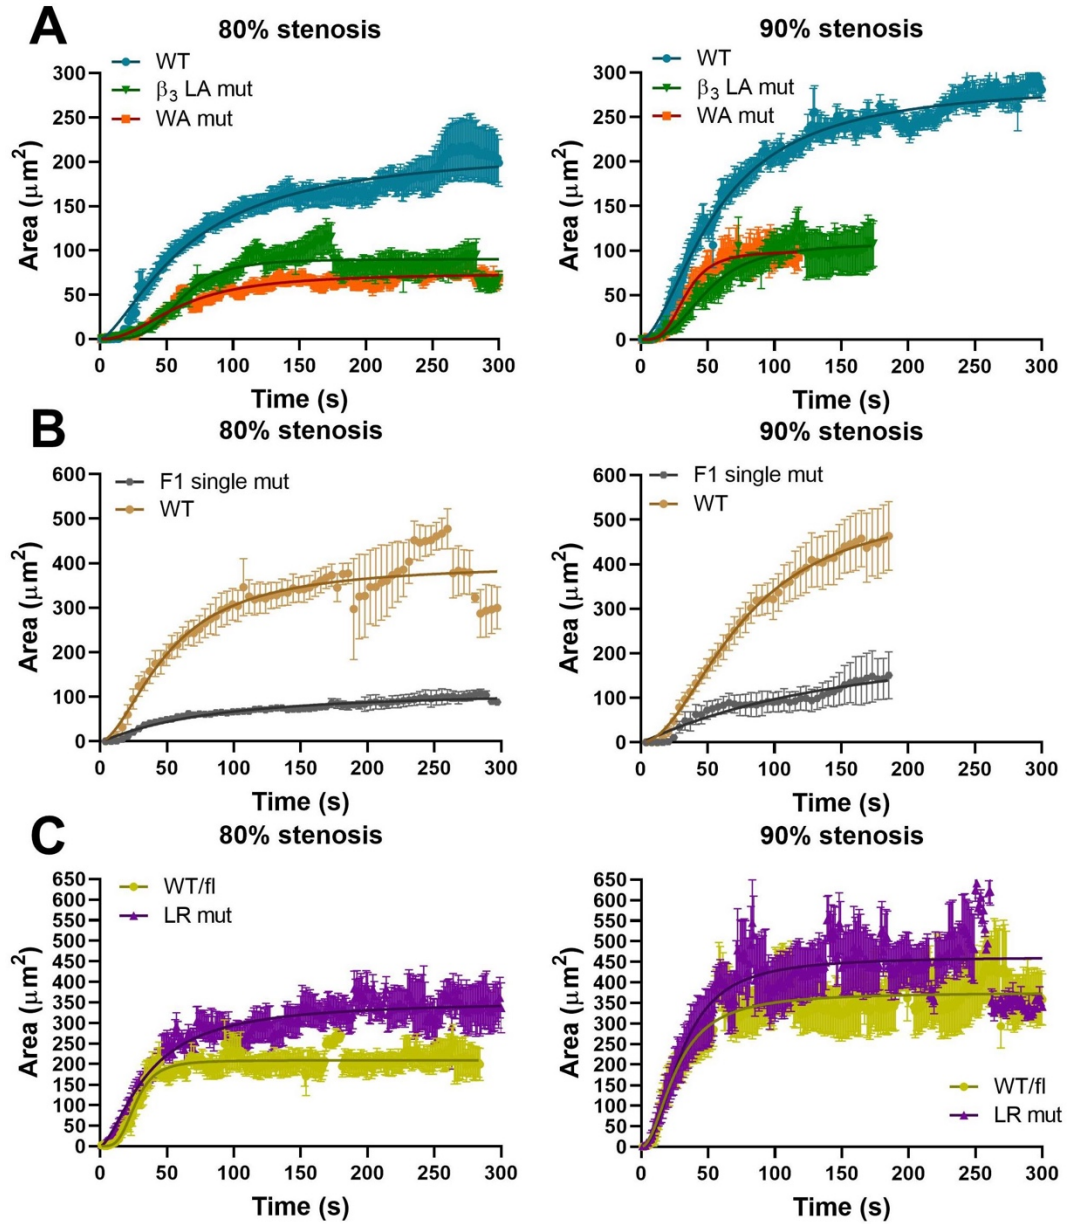 A
80% stenosis
WT
β3 LA mut
WA mut
300
250
200
150
100
50
0
0 50 100 150 200 250 300
Area (μm²)
Time (s)
90% stenosis
WT
β3 LA mut
WA mut
300
250
200
150
100
50
0
0 50 100 150 200 250 300
Area (μm²)
Time (s)
B
80% stenosis
F1 single mut
WT
600
500
400
300
200
100
0
0 50 100 150 200 250 300
Area (μm²)
Time (s)
90% stenosis
F1 single mut
WT
600
500
400
300
200
100
0
0 50 100 150 200 250 300
Area (μm²)
Time (s)
C
80% stenosis
WT/fl
LR mut
650
600
550
500
450
400
350
300
250
200
150
100
50
0
0 50 100 150 200 250 300
Area (μm²)
Time (s)
90% stenosis
650
600
550
500
450
400
350
300
250
200
150
100
50
0
0 50 100 150 200 250 300
Area (μm²)
WT/fl
LR mut
Time (s)